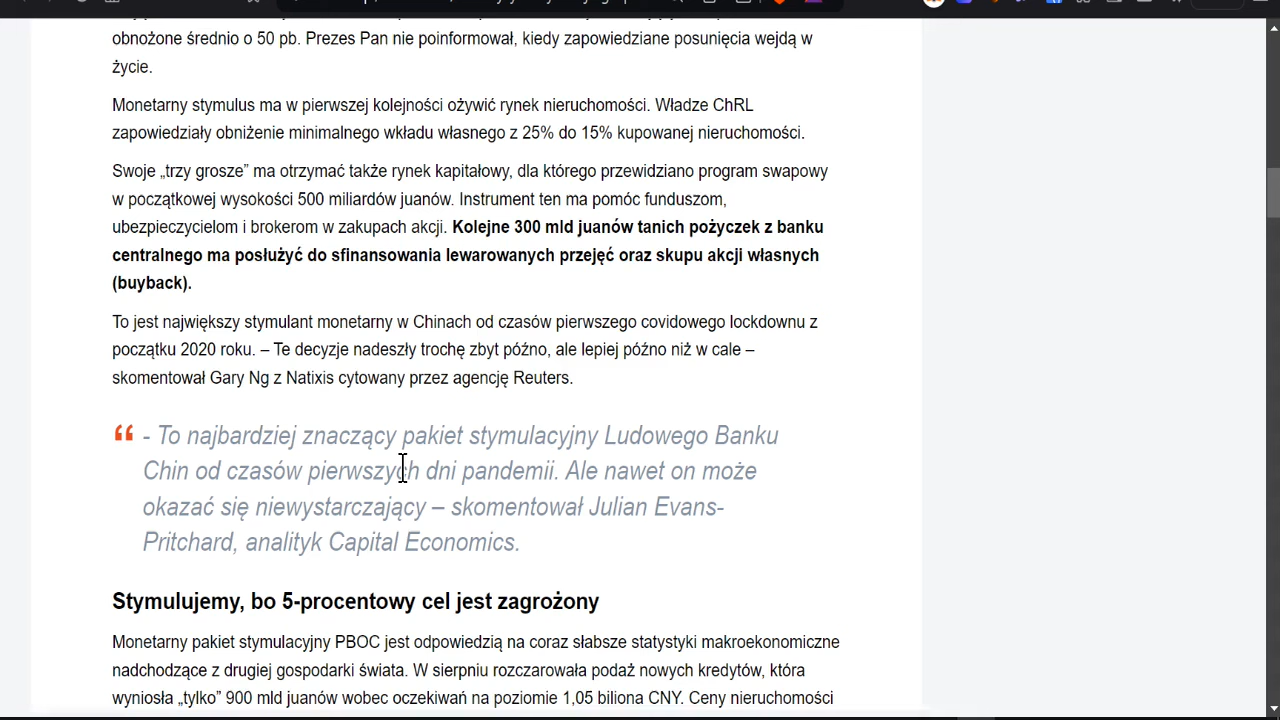 obnożone średnio o 50 pb. Prezes Pan nie poinformował, kiedy zapowiedziane posunięcia wejdą w
życie.
Monetarny stymulus ma w pierwszej kolejności ożywić rynek nieruchomości. Władze ChRL
zapowiedziały obniżenie minimalnego wkładu własnego z 25% do 15% kupowanej nieruchomości.
Swoje „trzy grosze” ma otrzymać także rynek kapitałowy, dla którego przewidziano program swapowy
w początkowej wysokości 500 miliardów juanów. Instrument ten ma pomóc funduszom,
ubezpieczycielom i brokerom w zakupach akcji. Kolejne 300 mld juanów tanich pożyczek z banku
centralnego ma posłużyć do sfinansowania lewarowanych przejęć oraz skupu akcji własnych
(buyback).
To jest największy stymulant monetarny w Chinach od czasów pierwszego covidowego lockdownu z
początku 2020 roku. – Te decyzje nadeszły trochę zbyt późno, ale lepiej późno niż w cale –
skomentował Gary Ng z Natixis cytowany przez agencję Reuters.
“ - To najbardziej znaczący pakiet stymulacyjny Ludowego Banku
Chin od czasów pierwszych dni pandemii. Ale nawet on może
okazać się niewystarczający – skomentował Julian Evans-
Pritchard, analityk Capital Economics.
Stymulujemy, bo 5-procentowy cel jest zagrożony
Monetarny pakiet stymulacyjny PBOC jest odpowiedzią na coraz słabsze statystyki makroekonomiczne
nadchodzące z drugiej gospodarki świata. W sierpniu rozczarowała podaż nowych kredytów, która
wyniosła „tylko” 900 mld juanów wobec oczekiwań na poziomie 1,05 biliona CNY. Ceny nieruchomości